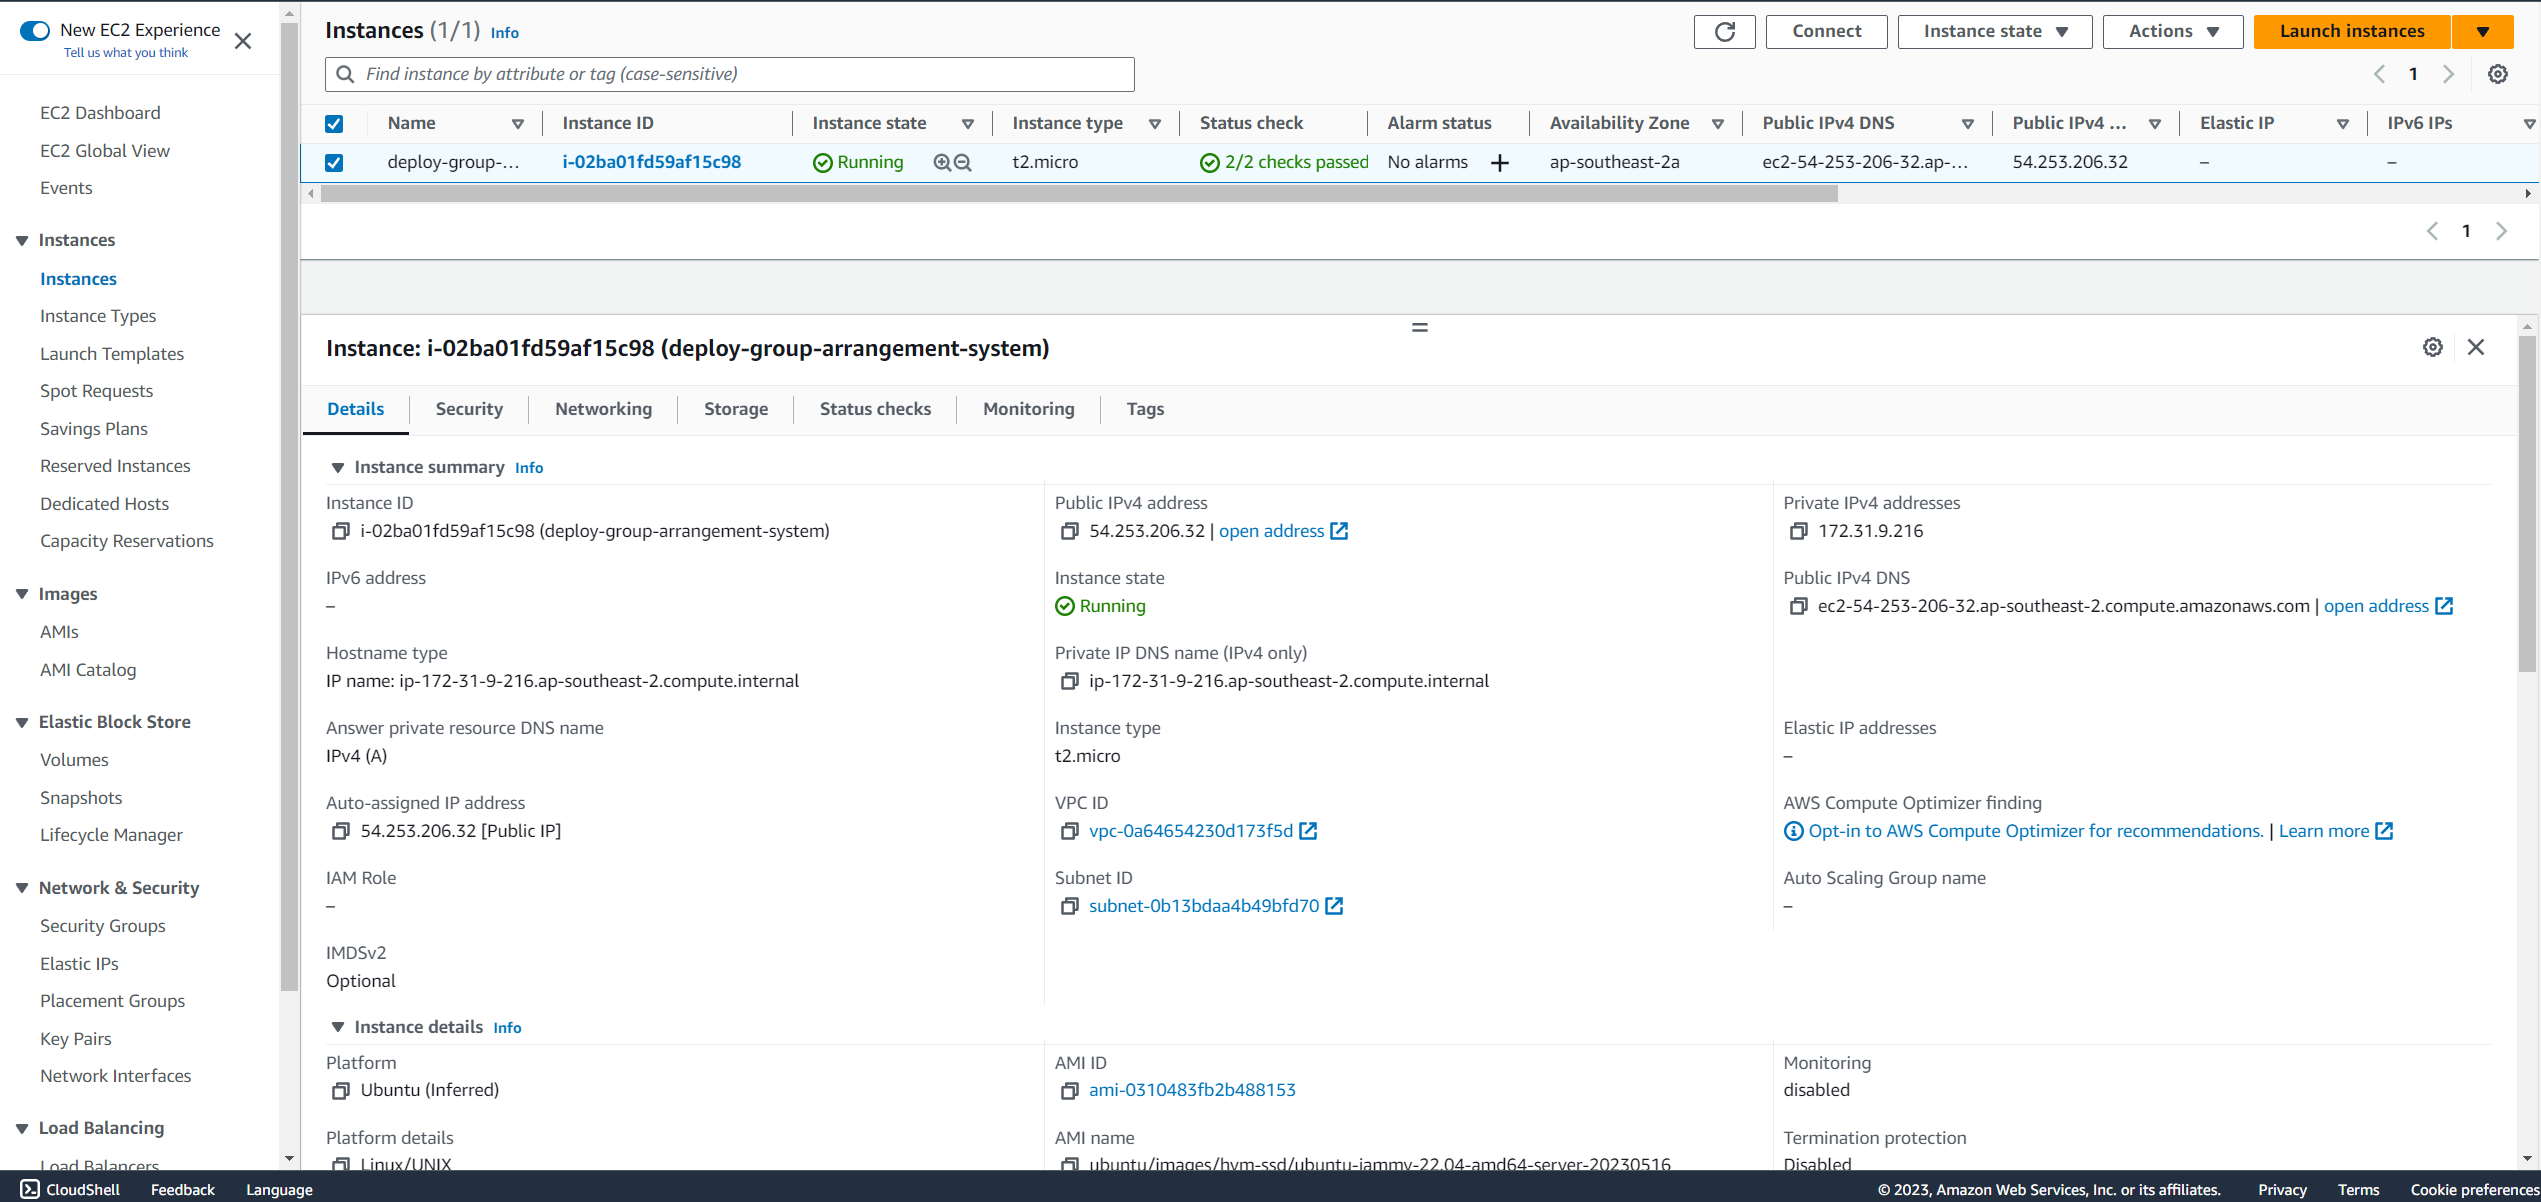 New EC2 Experience
Tell us what you think
EC2 Dashboard
EC2 Global View
Events
Instances
Instances
Instance Types
Launch Templates
Spot Requests
Savings Plans
Reserved Instances
Dedicated Hosts
Capacity Reservations
Images
AMIs
AMI Catalog
Elastic Block Store
Volumes
Snapshots
Lifecycle Manager
Network & Security
Security Groups
Elastic IPs
Placement Groups
Key Pairs
Network Interfaces
Load Balancing
Load Balancers
Instances (1/1) Info
Connect
Instance state
Actions
Launch instances
Find instance by attribute or tag (case-sensitive)
1
Name Instance ID Instance state Instance type Status check Alarm status Availability Zone Public IPv4 DNS Public IPv4 ... Elastic IP IPv6 IPs
deploy-group-... i-02ba01fd59af15c98 Running t2.micro 2/2 checks passed No alarms + ap-southeast-2a ec2-54-253-206-32.ap-... 54.253.206.32 – –
1
Instance: i-02ba01fd59af15c98 (deploy-group-arrangement-system)
Details Security Networking Storage Status checks Monitoring Tags
Instance summary Info
Instance ID
i-02ba01fd59af15c98 (deploy-group-arrangement-system)
Public IPv4 address
54.253.206.32 | open address
Private IPv4 addresses
172.31.9.216
IPv6 address
–
Instance state
Running
Public IPv4 DNS
ec2-54-253-206-32.ap-southeast-2.compute.amazonaws.com | open address
Hostname type
IP name: ip-172-31-9-216.ap-southeast-2.compute.internal
Private IP DNS name (IPv4 only)
ip-172-31-9-216.ap-southeast-2.compute.internal
Answer private resource DNS name
IPv4 (A)
Instance type
t2.micro
Elastic IP addresses
–
Auto-assigned IP address
54.253.206.32 [Public IP]
VPC ID
vpc-0a64654230d173f5d
AWS Compute Optimizer finding
Opt-in to AWS Compute Optimizer for recommendations. | Learn more
IAM Role
–
Subnet ID
subnet-0b13bdaa4b49bfd70
Auto Scaling Group name
–
IMDSv2
Optional
Instance details Info
Platform
Ubuntu (Inferred)
AMI ID
ami-0310483fb2b488153
Monitoring
disabled
Platform details
Linux/UNIX
AMI name
ubuntu/images/hvm-ssd/ubuntu-jammy-22.04-amd64-server-20230516
Termination protection
Disabled
CloudShell Feedback Language © 2023, Amazon Web Services, Inc. or its affiliates. Privacy Terms Cookie preferences